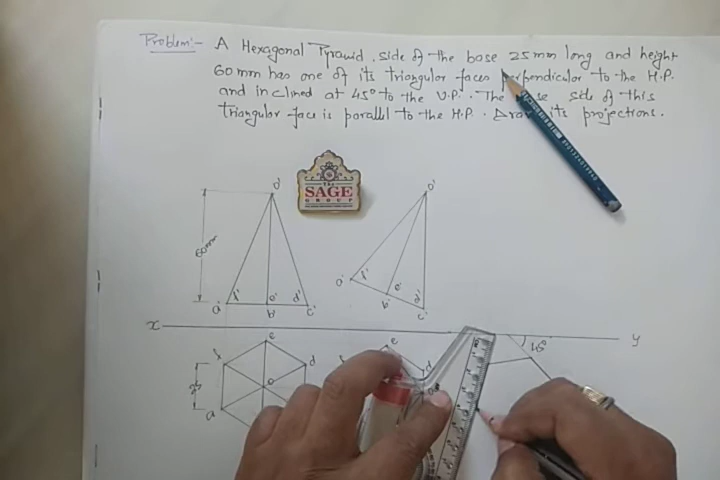 Problem:- A Hexagonal Pyramid, side of the base 25mm long and height
60mm has one of its triangular faces perpendicular to the H.P.
and inclined at 45° to the V.P. The side of this
triangular face is parallel to the H.P. Draw its projections.
The
SAGE
GROUP
o'
o'
60mm
a' f' e' b' d' c'
a' f' e' b' d' c'
x y
45°
e e
f d d
25 o
a